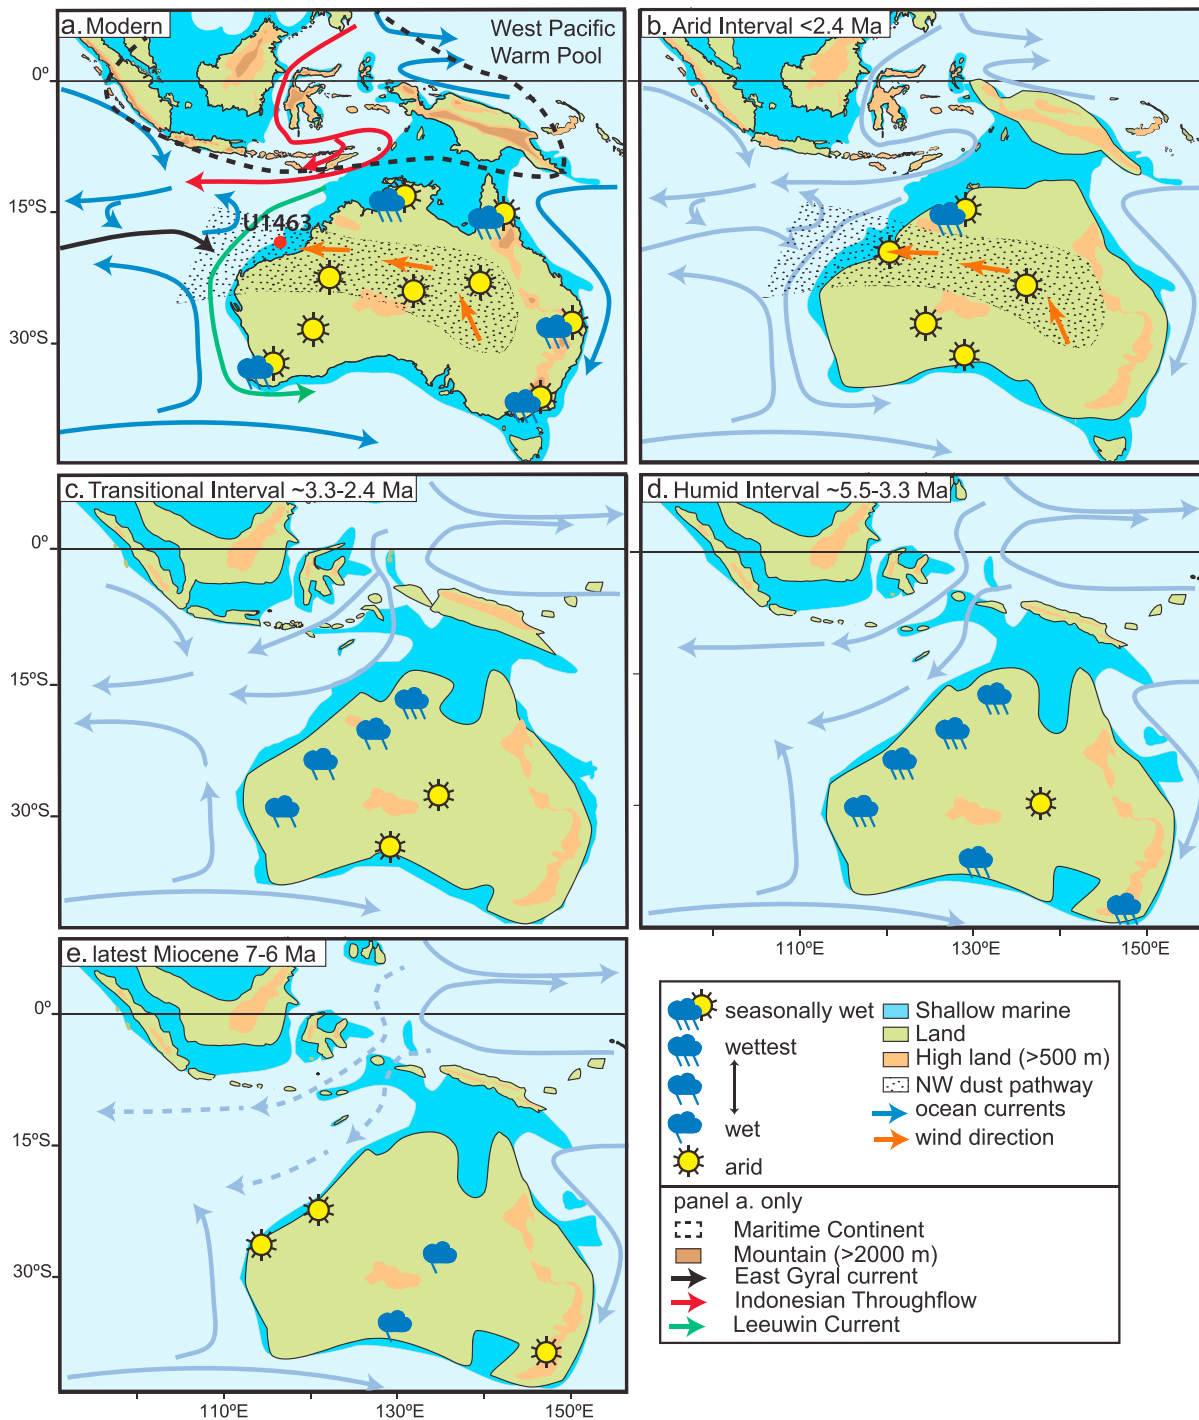 a. Modern
West Pacific
Warm Pool
0°
15°S
30°S
U1463
b. Arid Interval <2.4 Ma
c. Transitional Interval ~3.3-2.4 Ma
0°
15°S
30°S
d. Humid Interval ~5.5-3.3 Ma
110°E
130°E
150°E
e. latest Miocene 7-6 Ma
0°
15°S
30°S
110°E
130°E
150°E
seasonally wet
wettest
wet
arid
Shallow marine
Land
High land (>500 m)
NW dust pathway
ocean currents
wind direction
panel a. only
Maritime Continent
Mountain (>2000 m)
East Gyral current
Indonesian Throughflow
Leeuwin Current